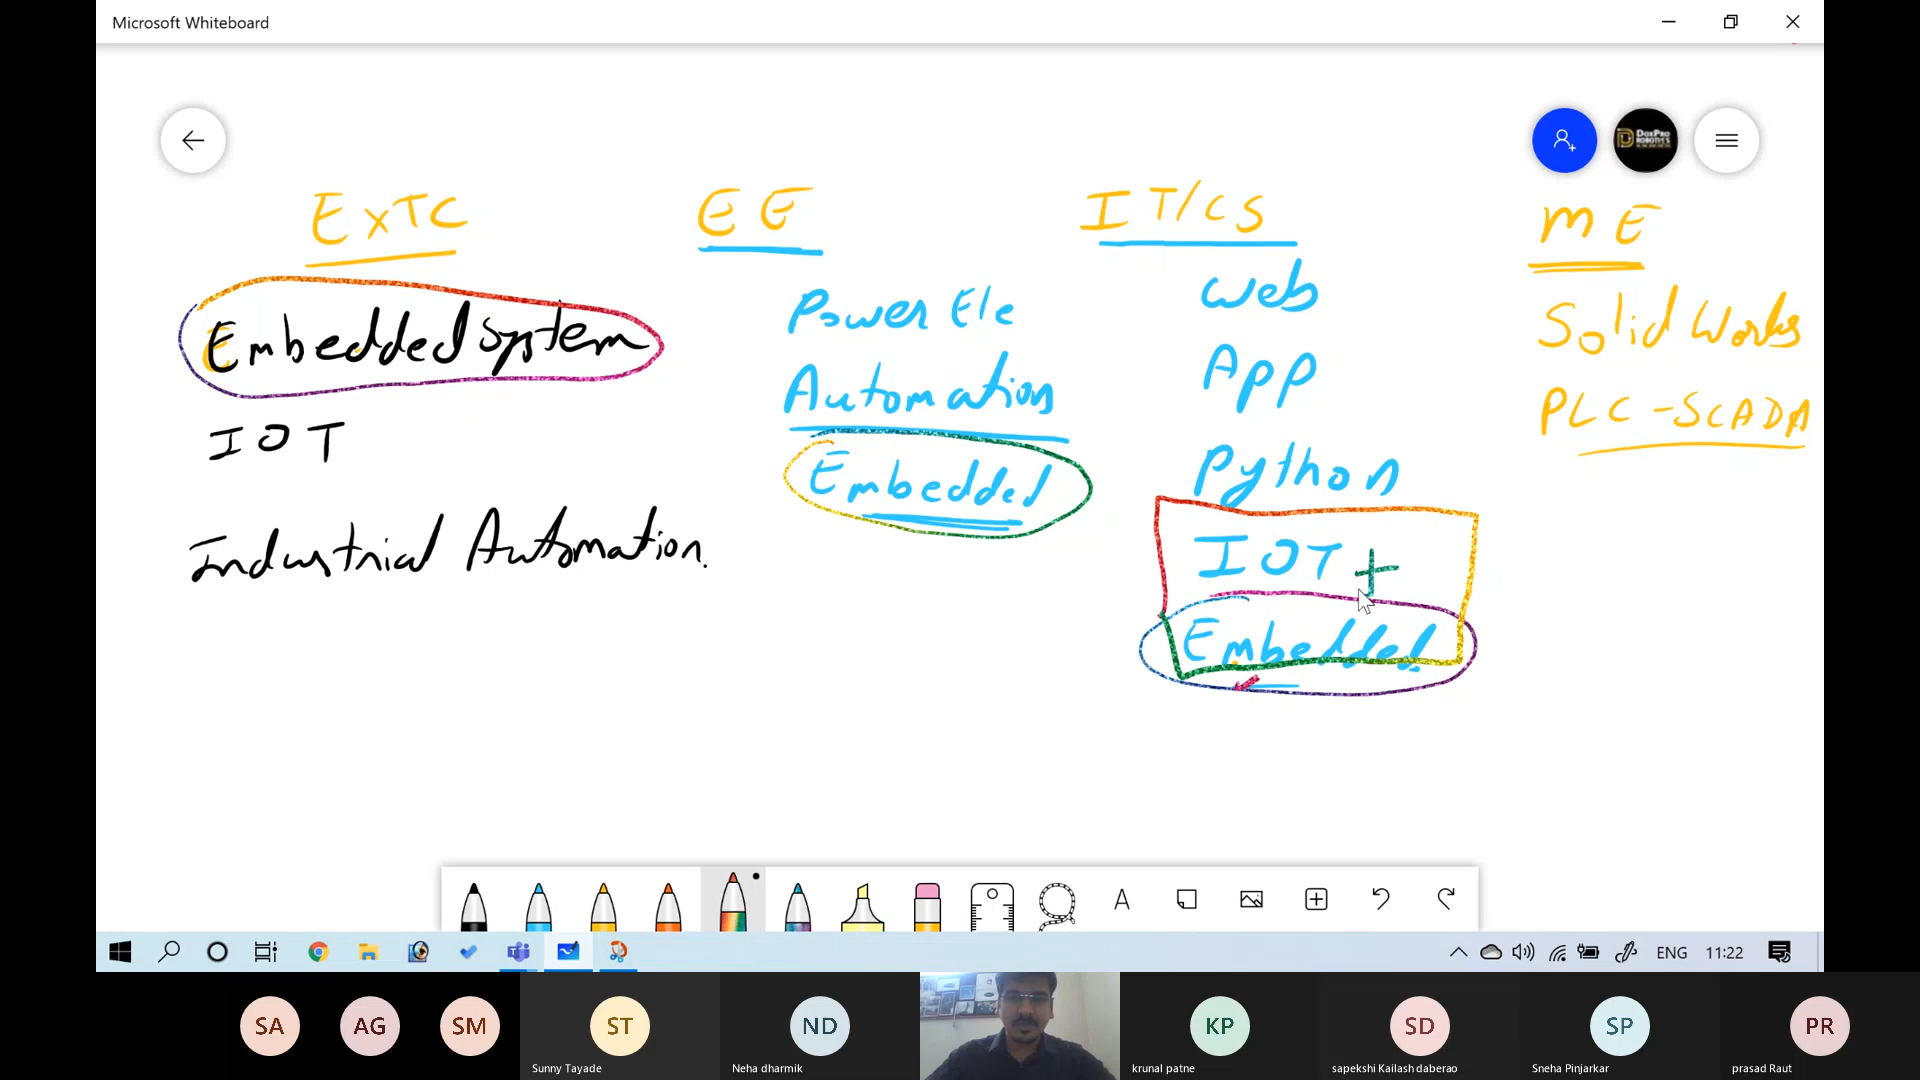 Microsoft Whiteboard
DOXPRO
ROBOTICS
EXTC
EE
IT/CS
ME
Embedded System
IOT
Industrial Automation.
Power Ele
Automation
Embedded
Web
App
Python
IOT +
Embedded
Solid Works
PLC-SCADA
A
ENG
11:22
SA
AG
SM
ST
Sunny Tayade
ND
Neha dharmik
KP
krunal patne
SD
sapekshi Kailash daberao
SP
Sneha Pinjarkar
PR
prasad Raut